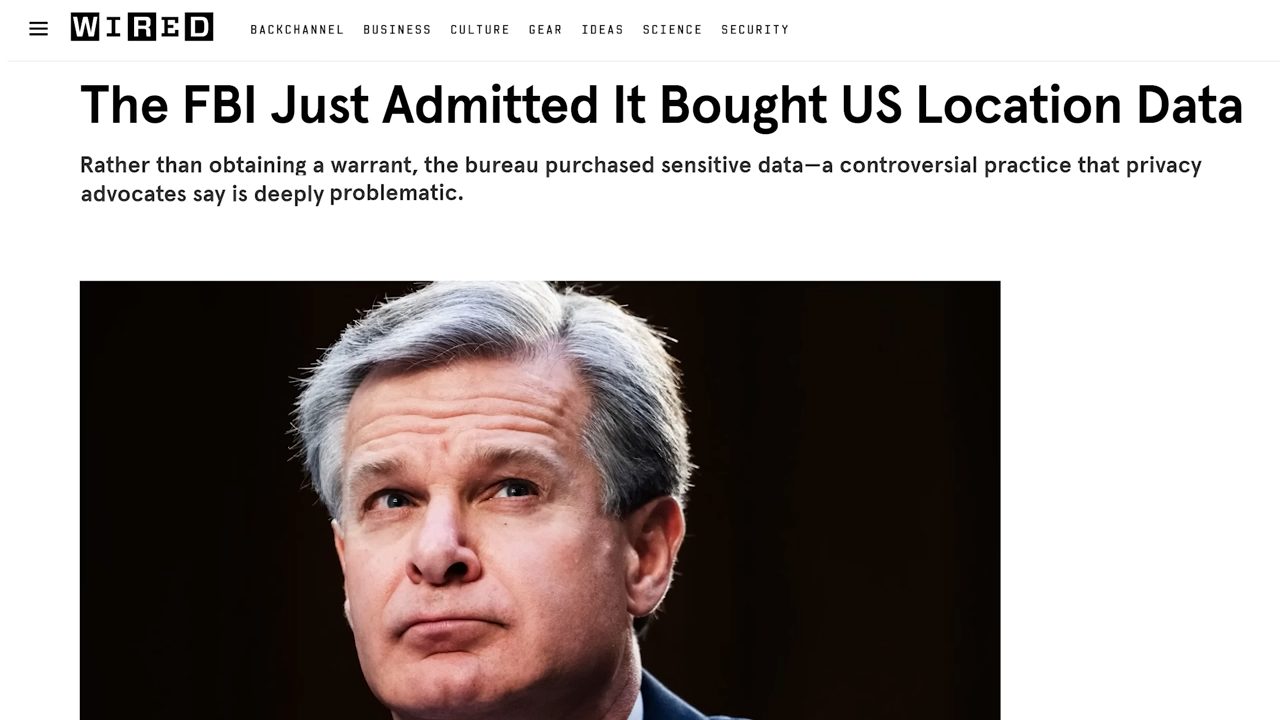 WIRED BACKCHANNEL BUSINESS CULTURE GEAR IDEAS SCIENCE SECURITY
The FBI Just Admitted It Bought US Location Data
Rather than obtaining a warrant, the bureau purchased sensitive data—a controversial practice that privacy
advocates say is deeply problematic.